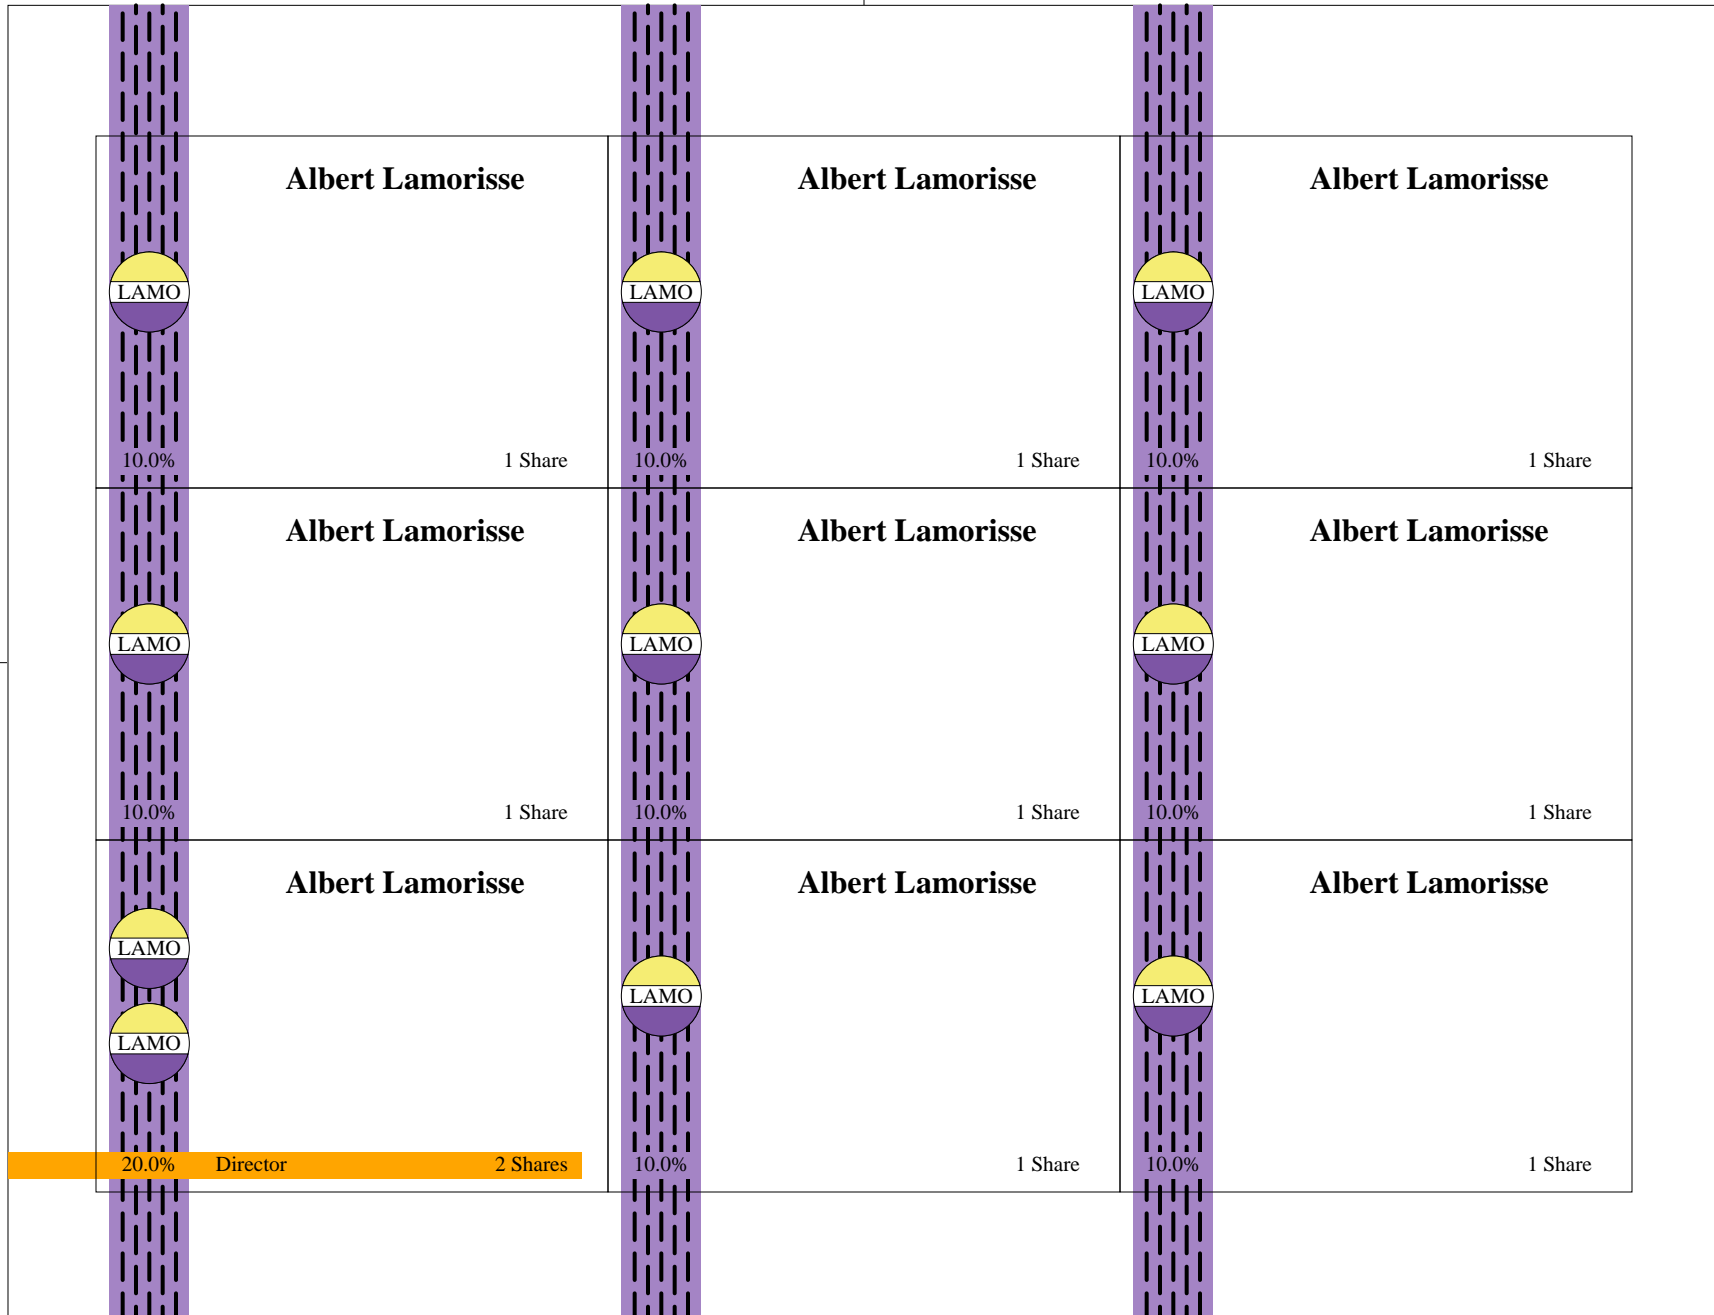 Albert Lamorisse Albert Lamorisse Albert Lamorisse
LAMO LAMO LAMO
10.0% 1 Share 10.0% 1 Share 10.0% 1 Share
Albert Lamorisse Albert Lamorisse Albert Lamorisse
LAMO LAMO LAMO
10.0% 1 Share 10.0% 1 Share 10.0% 1 Share
Albert Lamorisse Albert Lamorisse Albert Lamorisse
LAMO
LAMO LAMO
LAMO
20.0% Director 2 Shares 10.0% 1 Share 10.0% 1 Share